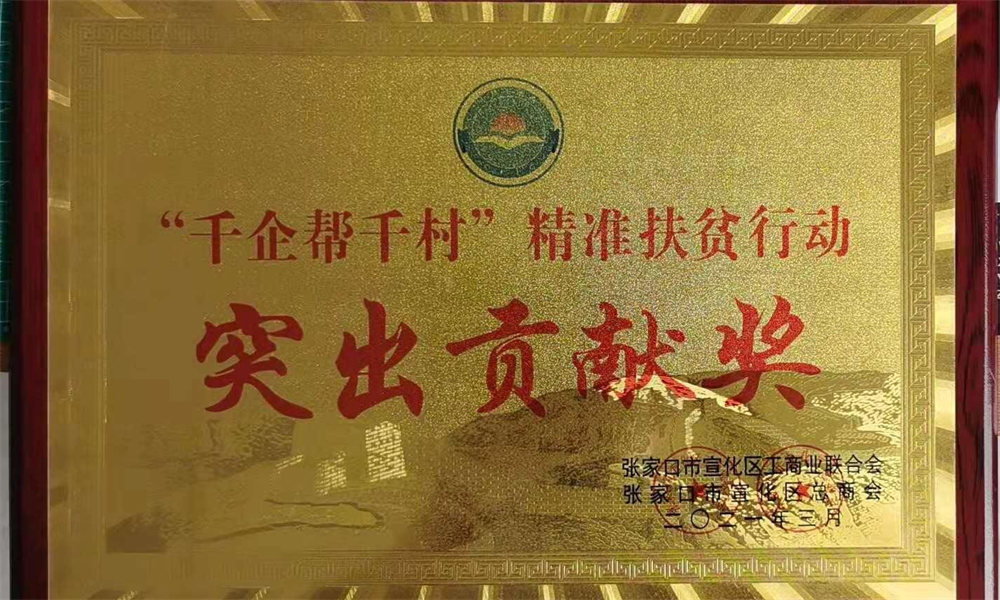 “千企帮千村”精准扶贫行动
突出贡献奖
张家口市宣化区工商业联合会
张家口市宣化区总商会
二〇二一年三月